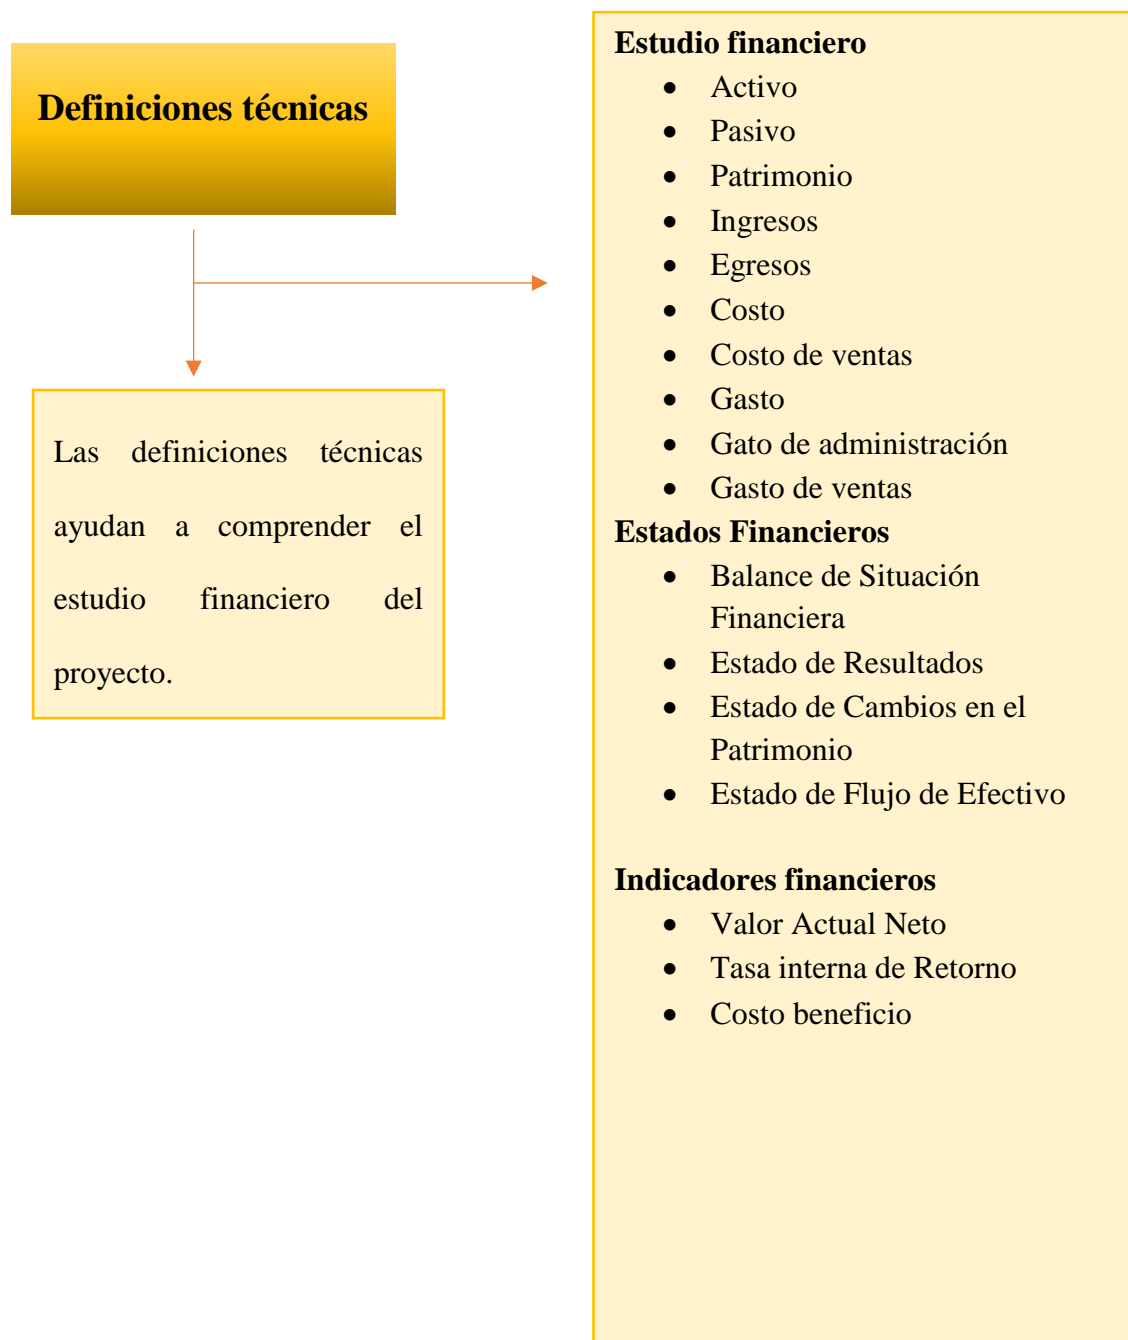 Definiciones técnicas
Las definiciones técnicas
ayudan a comprender el
estudio financiero del
proyecto.
Estudio financiero
• Activo
• Pasivo
• Patrimonio
• Ingresos
• Egresos
• Costo
• Costo de ventas
• Gasto
• Gato de administración
• Gasto de ventas
Estados Financieros
• Balance de Situación
Financiera
• Estado de Resultados
• Estado de Cambios en el
Patrimonio
• Estado de Flujo de Efectivo
Indicadores financieros
• Valor Actual Neto
• Tasa interna de Retorno
• Costo beneficio